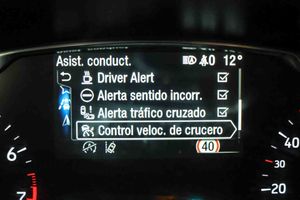 Asist. conduct.
40
12°
Driver Alert
Alerta sentido incorr.
Alerta tráfico cruzado
Control veloc. de crucero
40
6
7
30
-20